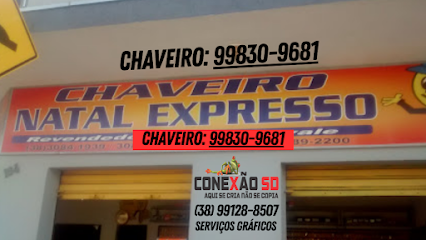 CHAVEIRO: 99830-9681
CHAVEIRO
NATAL EXPRESSO
CHAVEIRO: 99830-9681
CONEXÃO SD
AQUI SE CRIA NÃO SE COPIA
(38) 99128-8507
SERVIÇOS GRÁFICOS